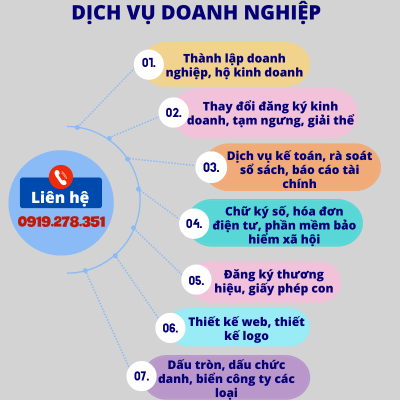 DỊCH VỤ DOANH NGHIỆP
01.
Thành lập doanh
nghiệp, hộ kinh doanh
02.
Thay đổi đăng ký kinh
doanh, tạm ngưng, giải thể
03.
Dịch vụ kế toán, rà soát
sổ sách, báo cáo tài
chính
Liên hệ
0919.278.351
04.
Chữ ký số, hóa đơn
điện tư, phần mềm bảo
hiểm xã hội
05.
Đăng ký thương
hiệu, giấy phép con
06.
Thiết kế web, thiết
kế logo
07.
Dấu tròn, dấu chức
danh, biển công ty các
loại